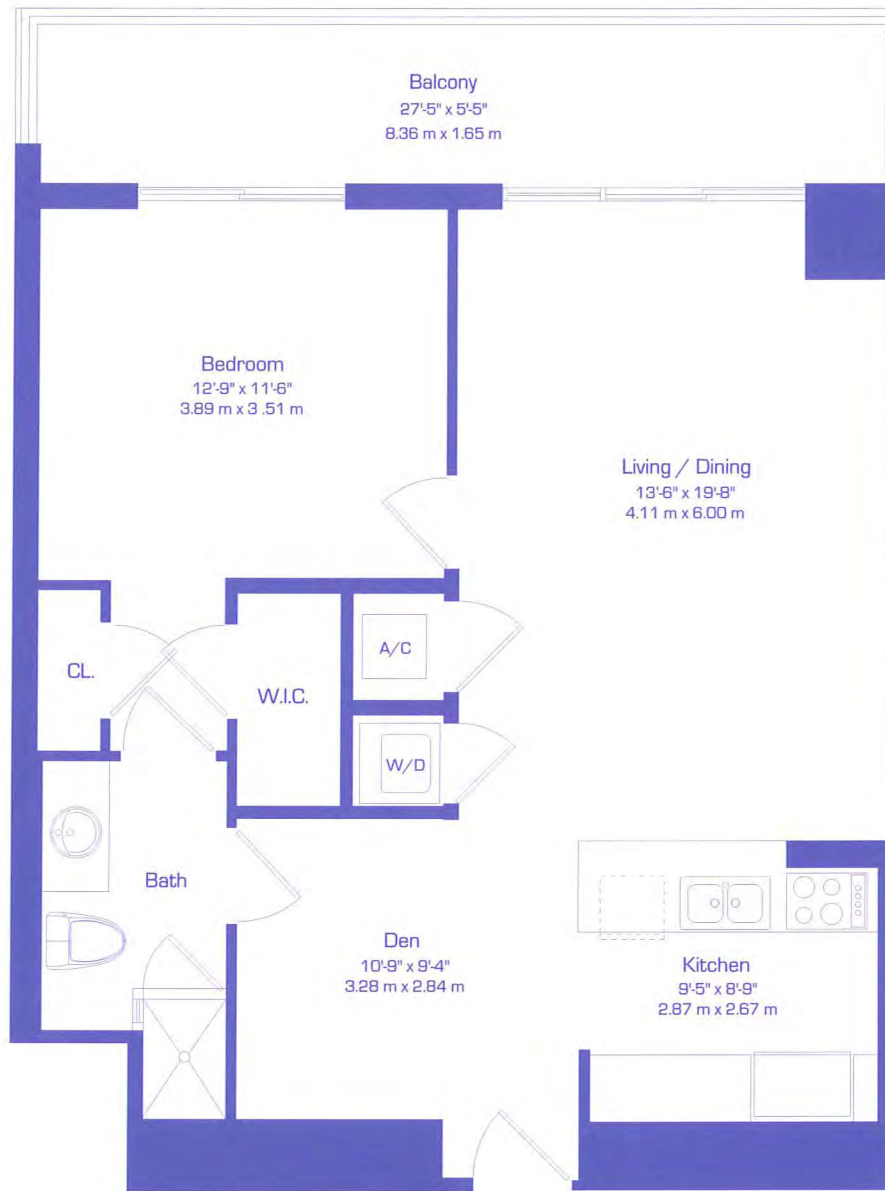 Balcony
27'-5" x 5'-5"
8.36 m x 1.65 m
Bedroom
12'-9" x 11'-6"
3.89 m x 3 .51 m
Living / Dining
13'-6" x 19'-8"
4.11 m x 6.00 m
A/C
CL.
W.I.C.
W/D
Bath
Den
10'-9" x 9'-4"
3.28 m x 2.84 m
Kitchen
9'-5" x 8'-9"
2.87 m x 2.67 m